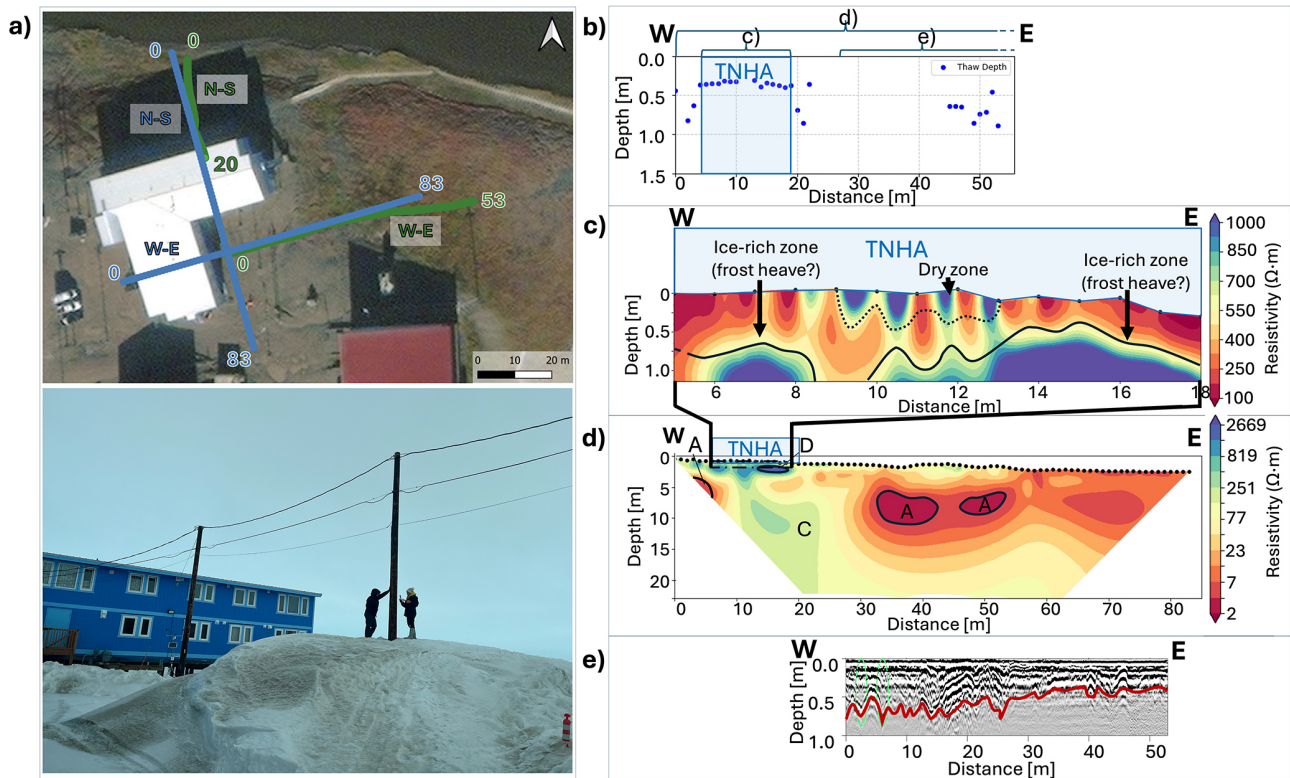 a)
0
0
N-S
N-S
20
83
53
W-E
W-E
0
0
83
0 10 20 m
b)
W
d)
E
c)
e)
TNHA
Thaw Depth
0.0
0.5
1.0
1.5
Depth [m]
0 10 20 30 40 50
Distance [m]
c)
W
E
Ice-rich zone
(frost heave?)
TNHA
Dry zone
Ice-rich zone
(frost heave?)
0
0.5
1.0
Depth [m]
6 8 10 12 14 16 18
Distance [m]
1000
850
700
550
400
250
100
Resistivity (Ω·m)
d)
W
A
TNHA
D
E
0
5
10
15
20
Depth [m]
A
A
C
0 10 20 30 40 50 60 70 80
Distance [m]
2669
819
251
77
23
7
2
Resistivity (Ω·m)
e)
W
E
0.0
0.5
1.0
Depth [m]
0 10 20 30 40 50
Distance [m]